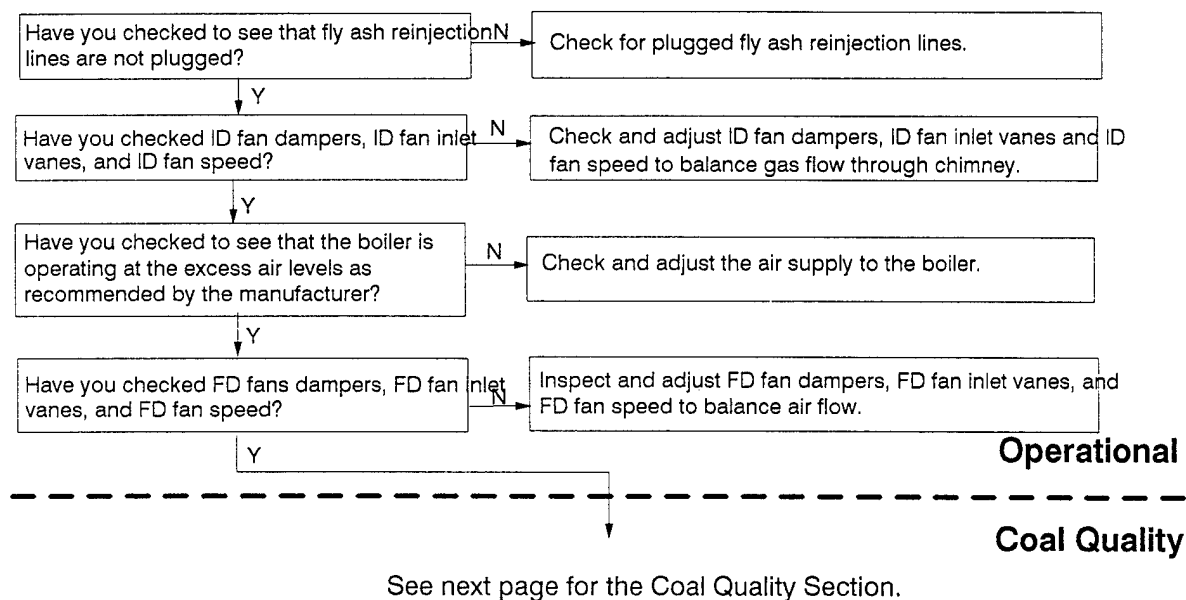 Have you checked to see that fly ash reinjection
lines are not plugged?
N
Check for plugged fly ash reinjection lines.
Y
Have you checked ID fan dampers, ID fan inlet
vanes, and ID fan speed?
N
Check and adjust ID fan dampers, ID fan inlet vanes and ID
fan speed to balance gas flow through chimney.
Y
Have you checked to see that the boiler is
operating at the excess air levels as
recommended by the manufacturer?
N
Check and adjust the air supply to the boiler.
Y
Have you checked FD fans dampers, FD fan inlet
vanes, and FD fan speed?
N
Inspect and adjust FD fan dampers, FD fan inlet vanes, and
FD fan speed to balance air flow.
Y
Operational
Coal Quality
See next page for the Coal Quality Section.